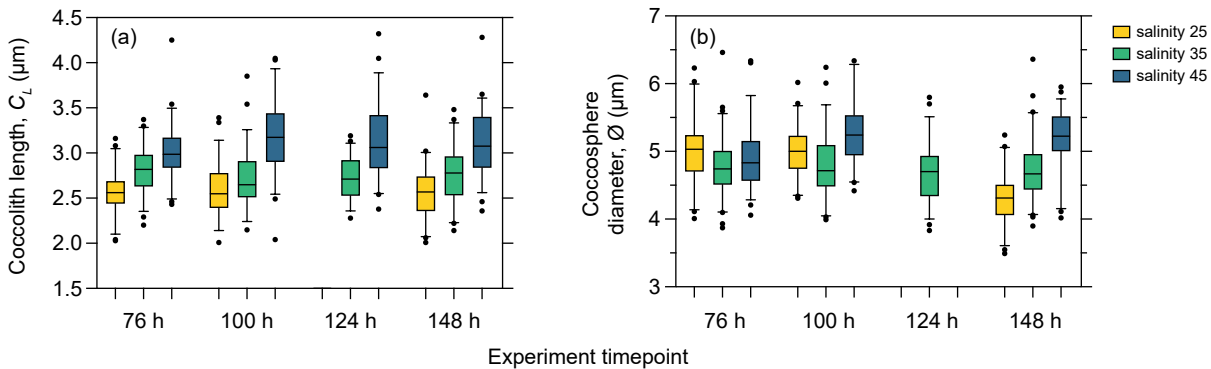 (a)
Coccolith length, C_L (μm)
4.5
4.0
3.5
3.0
2.5
2.0
1.5
76 h 100 h 124 h 148 h
(b)
Coccosphere
diameter, Ø (μm)
7
6
5
4
3
76 h 100 h 124 h 148 h
salinity 25
salinity 35
salinity 45
Experiment timepoint